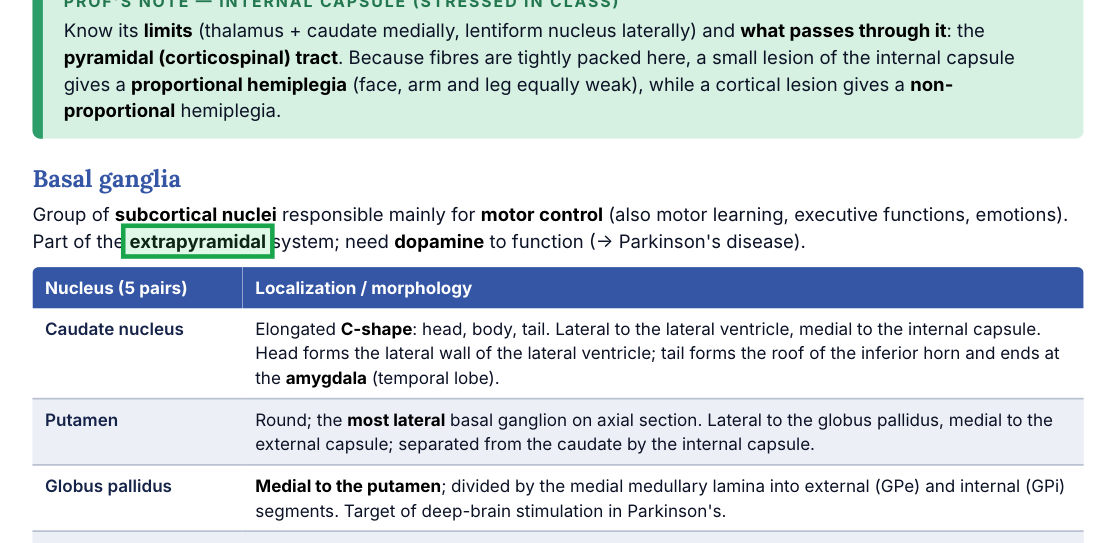 PROF'S NOTE — INTERNAL CAPSULE (STRESSED IN CLASS)
Know its limits (thalamus + caudate medially, lentiform nucleus laterally) and what passes through it: the
pyramidal (corticospinal) tract. Because fibres are tightly packed here, a small lesion of the internal capsule
gives a proportional hemiplegia (face, arm and leg equally weak), while a cortical lesion gives a non-
proportional hemiplegia.
Basal ganglia
Group of subcortical nuclei responsible mainly for motor control (also motor learning, executive functions, emotions).
Part of the extrapyramidal system; need dopamine to function (→ Parkinson's disease).
Nucleus (5 pairs) Localization / morphology
Caudate nucleus Elongated C-shape: head, body, tail. Lateral to the lateral ventricle, medial to the internal capsule.
Head forms the lateral wall of the lateral ventricle; tail forms the roof of the inferior horn and ends at
the amygdala (temporal lobe).
Putamen Round; the most lateral basal ganglion on axial section. Lateral to the globus pallidus, medial to the
external capsule; separated from the caudate by the internal capsule.
Globus pallidus Medial to the putamen; divided by the medial medullary lamina into external (GPe) and internal (GPi)
segments. Target of deep-brain stimulation in Parkinson's.